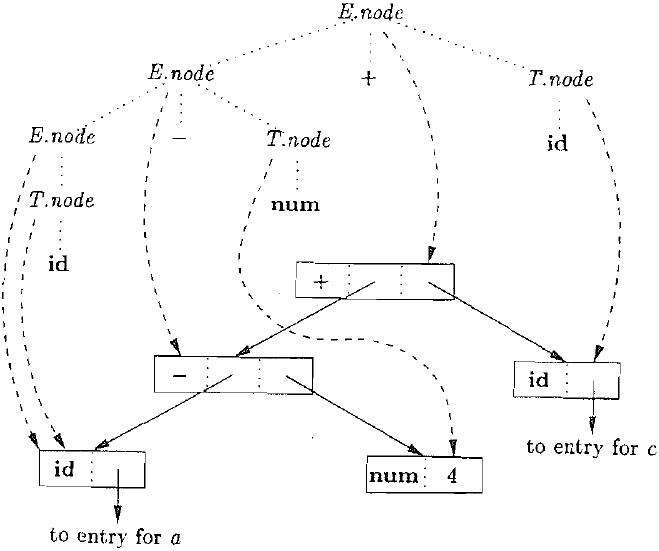 E.node
E.node + T.node
E.node − T.node id
T.node num
id
+
− id
to entry for c
id num 4
to entry for a